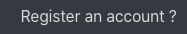 Register an account ?